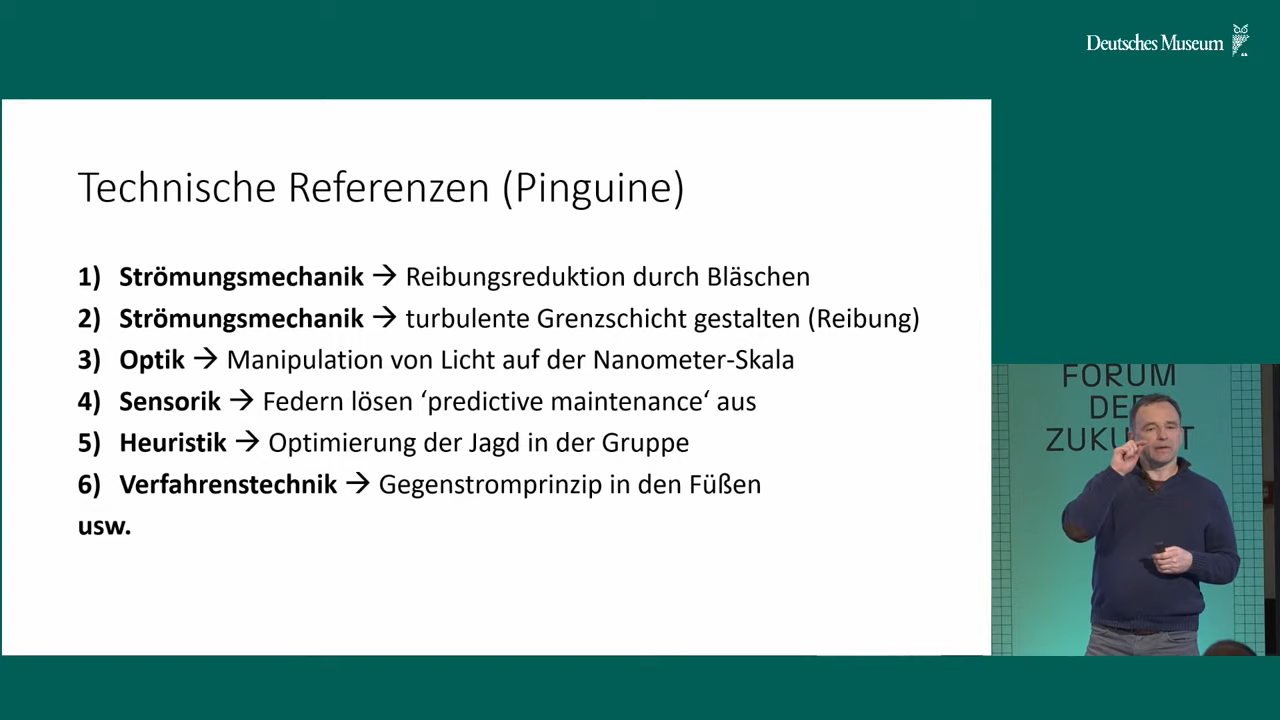 Deutsches Museum
Technische Referenzen (Pinguine)
1) Strömungsmechanik → Reibungsreduktion durch Bläschen
2) Strömungsmechanik → turbulente Grenzschicht gestalten (Reibung)
3) Optik → Manipulation von Licht auf der Nanometer-Skala
4) Sensorik → Federn lösen ‘predictive maintenance‘ aus
5) Heuristik → Optimierung der Jagd in der Gruppe
6) Verfahrenstechnik → Gegenstromprinzip in den Füßen
usw.
FORUM
DER
ZUKUNFT